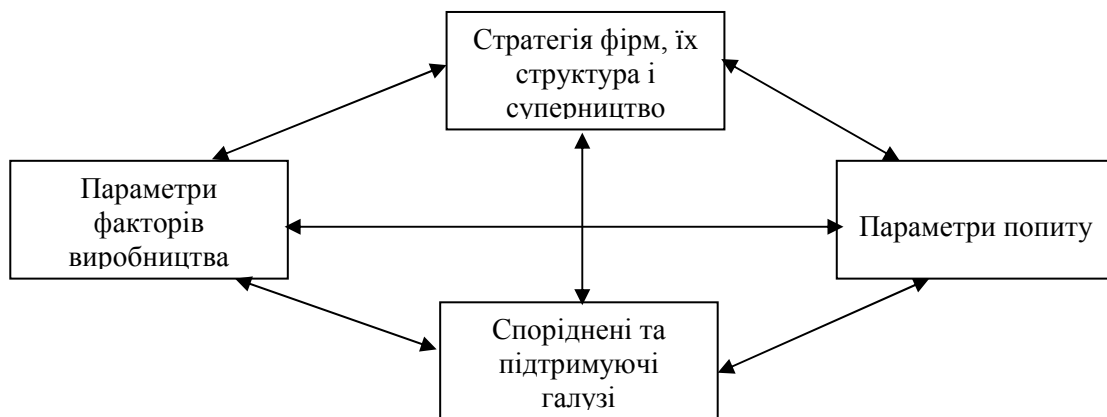 Стратегія фірм, їх
структура і
суперництво
Параметри
факторів
виробництва
Параметри попиту
Споріднені та
підтримуючі
галузі